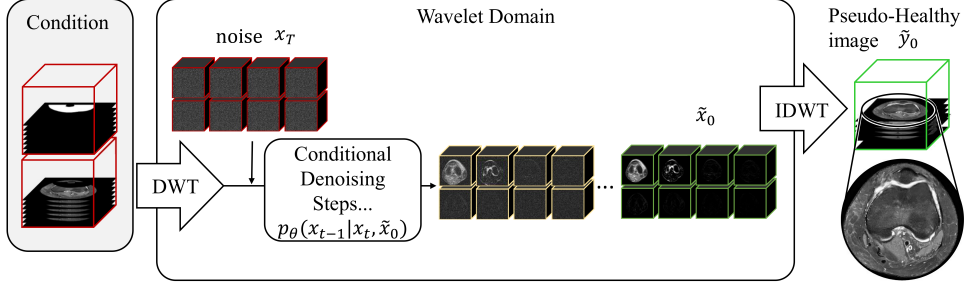 Condition
Wavelet Domain
noise x_T
DWT
Conditional
Denoising
Steps...
p_θ(x_{t−1}|x_t, x̃_0)
...
x̃_0
IDWT
Pseudo-Healthy
image ỹ_0